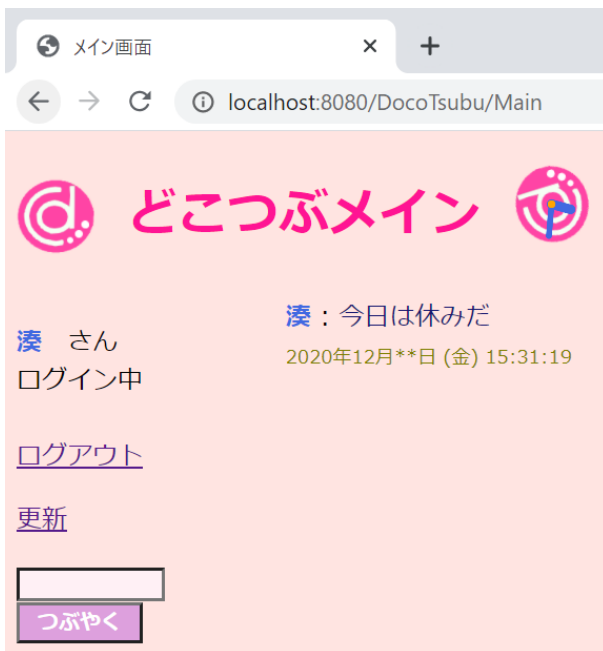 メイン画面
localhost:8080/DocoTsubu/Main
どこつぶメイン
湊 さん
ログイン中
湊：今日は休みだ
2020年12月**日 (金) 15:31:19
ログアウト
更新
つぶやく